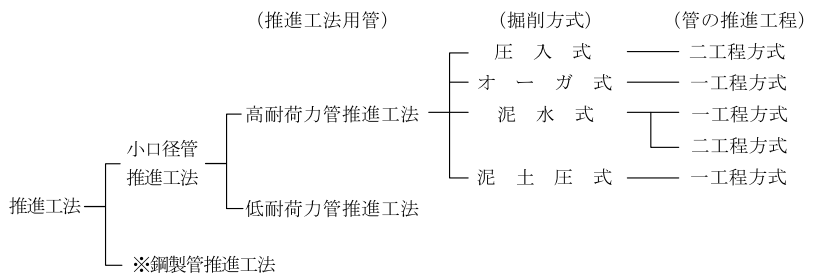 （推進工法用管）　（掘削方式）　（管の推進工程）
圧　入　式　二工程方式
オ　ー　ガ　式　一工程方式
高耐荷力管推進工法　泥　水　式　一工程方式
二工程方式
小口径管
推進工法
泥　土　圧　式　一工程方式
推進工法
低耐荷力管推進工法
※鋼製管推進工法